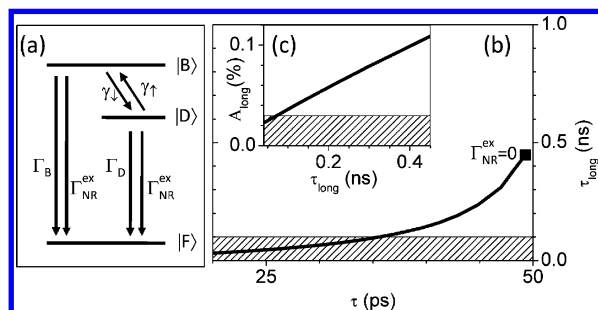 (a)
|B⟩
γ↓ γ↑
|D⟩
Γ_B Γ_NR^ex Γ_D Γ_NR^ex
|F⟩
(c)
0.1
A_long (%)
0.0
0.2 0.4
τ_long (ns)
(b)
Γ_NR^ex=0
1.0
0.5
0.0
τ_long (ns)
25 50
τ (ps)